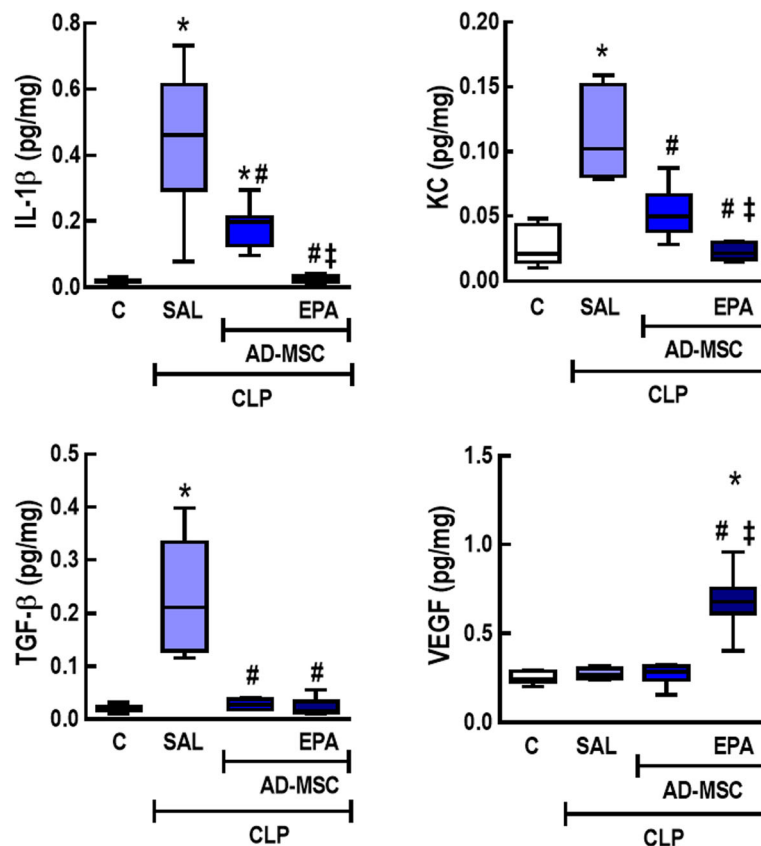 IL-1β (pg/mg)
0.8
0.6
0.4
0.2
0.0
*
*#
#‡
C SAL EPA
AD-MSC
CLP
KC (pg/mg)
0.20
0.15
0.10
0.05
0.00
*
#
#‡
C SAL EPA
AD-MSC
CLP
TGF-β (pg/mg)
0.5
0.4
0.3
0.2
0.1
0.0
*
# #
C SAL EPA
AD-MSC
CLP
VEGF (pg/mg)
1.5
1.0
0.5
0.0
*
# ‡
C SAL EPA
AD-MSC
CLP